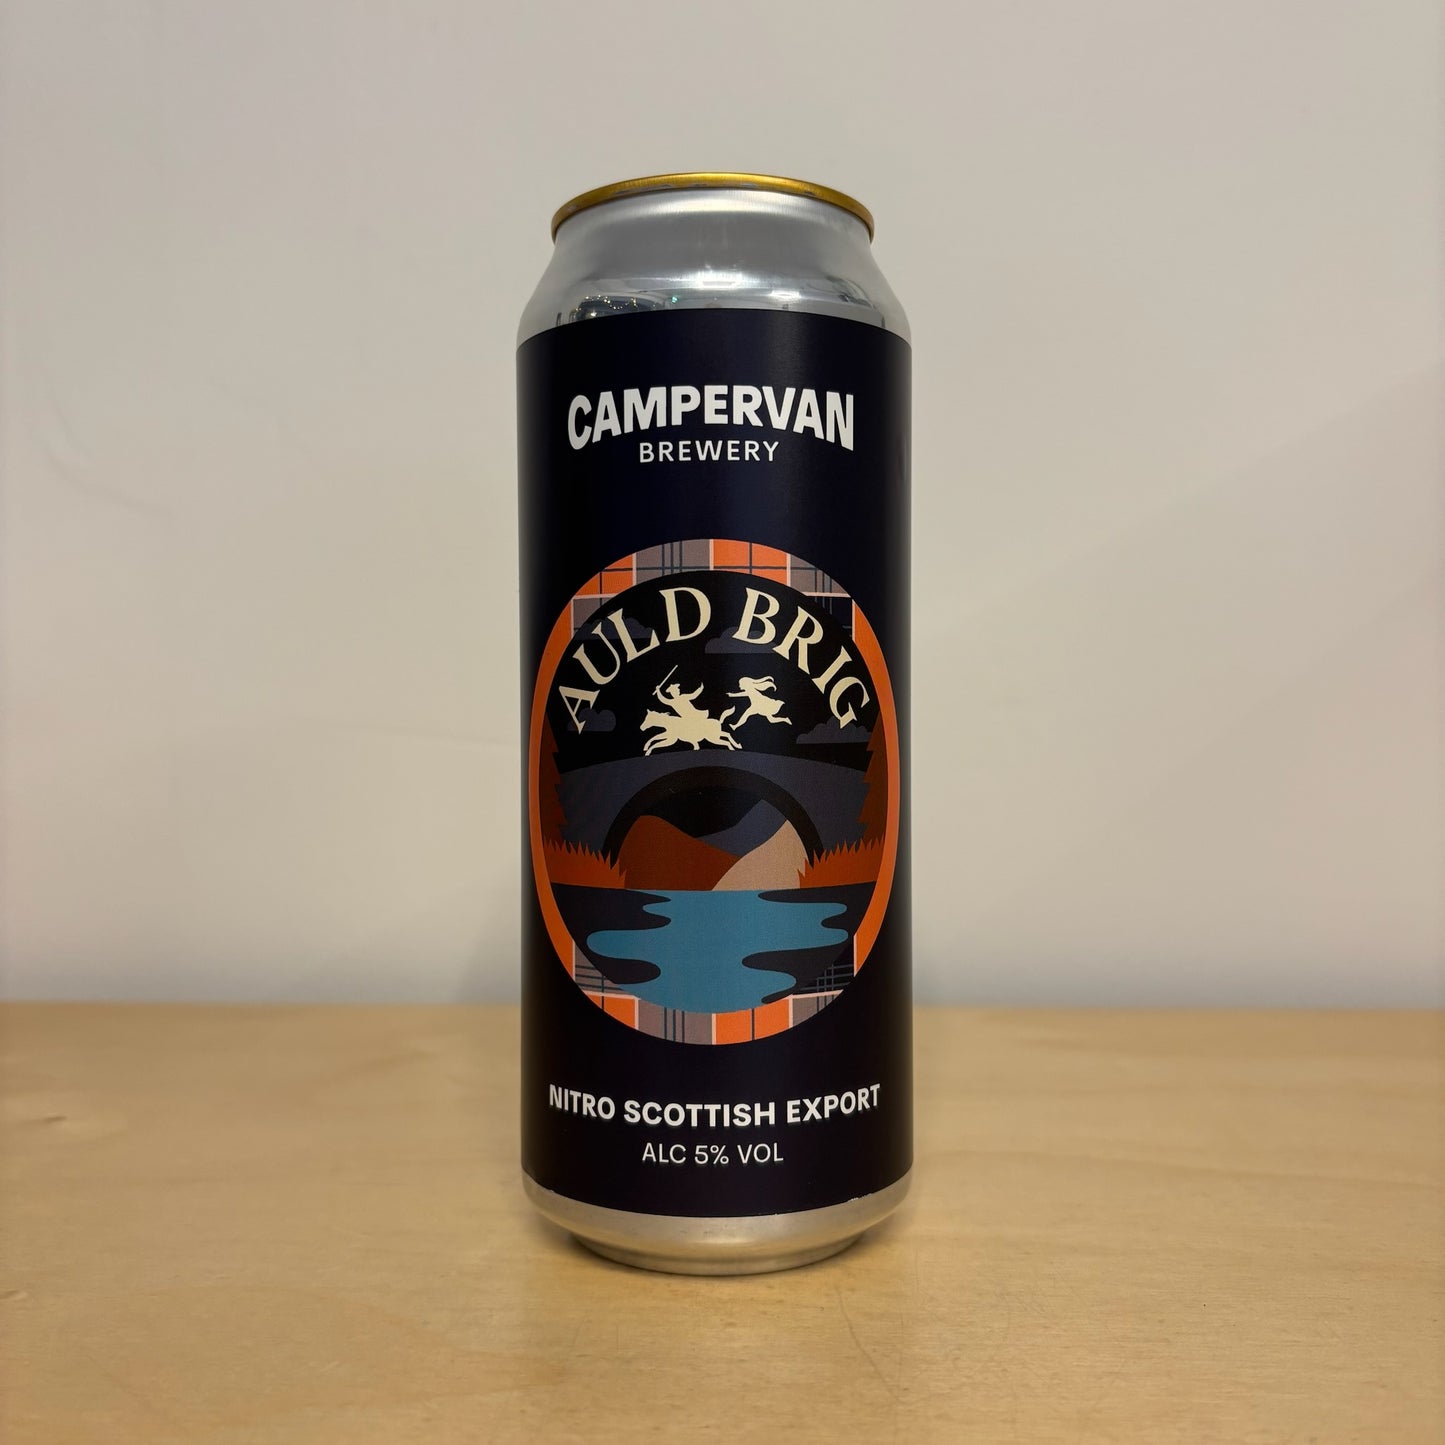 CAMPERVAN
BREWERY
AULD BRIG
NITRO SCOTTISH EXPORT
ALC 5% VOL